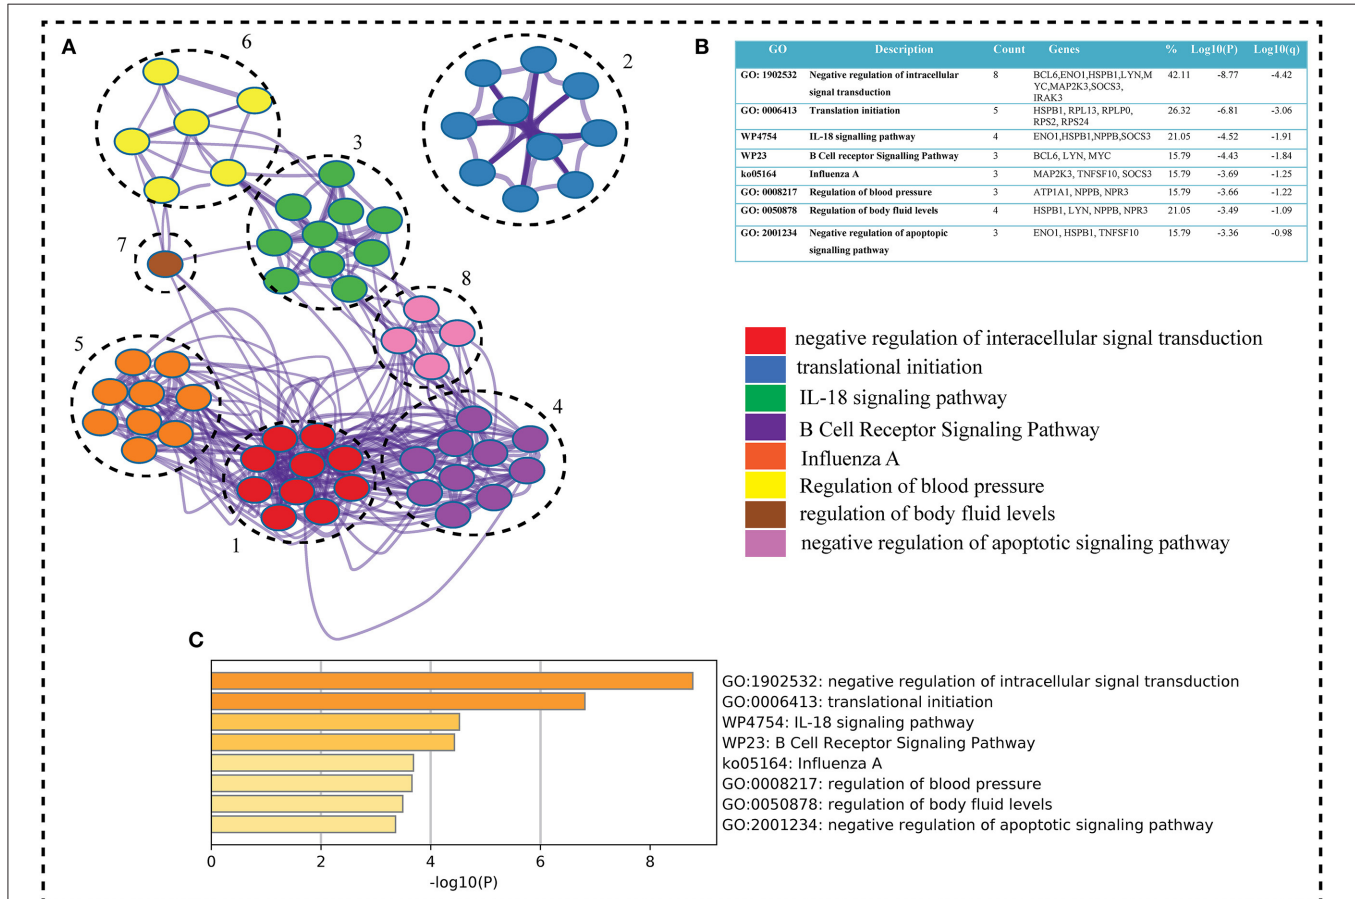 A
6
2
3
7
8
5
4
1
B
GO Description Count Genes % Log10(P) Log10(q)
GO: 1902532 Negative regulation of intracellular signal transduction 8 BCL6,ENO1,HSPB1,LYN,M
YC,MAP2K3,SOCS3,
IRAK3 42.11 -8.77 -4.42
GO: 0006413 Translation initiation 5 HSPB1, RPL13, RPLP0,
RPS2, RPS24 26.32 -6.81 -3.06
WP4754 IL-18 signalling pathway 4 ENO1,HSPB1,NPPB,SOCS3 21.05 -4.52 -1.91
WP23 B Cell receptor Signalling Pathway 3 BCL6, LYN, MYC 15.79 -4.43 -1.84
ko05164 Influenza A 3 MAP2K3, TNFSF10, SOCS3 15.79 -3.69 -1.25
GO: 0008217 Regulation of blood pressure 3 ATP1A1, NPPB, NPR3 15.79 -3.66 -1.22
GO: 0050878 Regulation of body fluid levels 4 HSPB1, LYN, NPPB, NPR3 21.05 -3.49 -1.09
GO: 2001234 Negative regulation of apoptopic
signalling pathway 3 ENO1, HSPB1, TNFSF10 15.79 -3.36 -0.98
negative regulation of interacellular signal transduction
translational initiation
IL-18 signaling pathway
B Cell Receptor Signaling Pathway
Influenza A
Regulation of blood pressure
regulation of body fluid levels
negative regulation of apoptotic signaling pathway
C
GO:1902532: negative regulation of intracellular signal transduction
GO:0006413: translational initiation
WP4754: IL-18 signaling pathway
WP23: B Cell Receptor Signaling Pathway
ko05164: Influenza A
GO:0008217: regulation of blood pressure
GO:0050878: regulation of body fluid levels
GO:2001234: negative regulation of apoptotic signaling pathway
0 2 4 6 8
-log10(P)